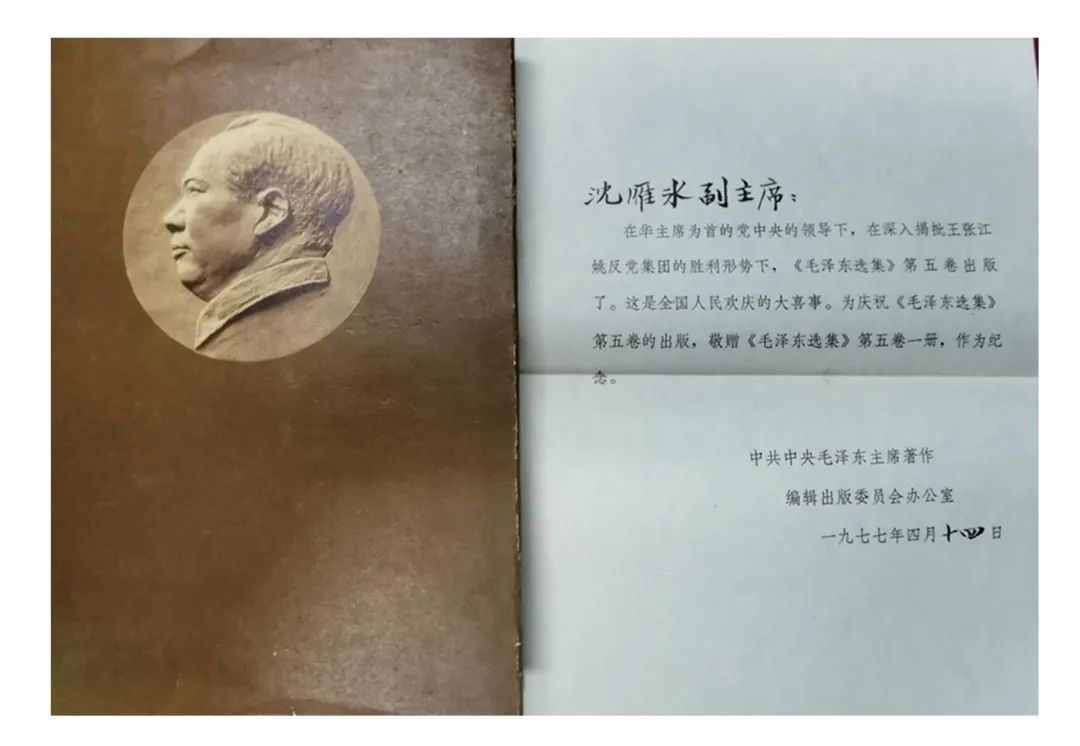 沈雁冰副主席：
在华主席为首的党中央的领导下，在深入揭批王张江
姚反党集团的胜利形势下，《毛泽东选集》第五卷出版
了。这是全国人民欢庆的大喜事。为庆祝《毛泽东选集》
第五卷的出版，敬赠《毛泽东选集》第五卷一册，作为纪
念。
中共中央毛泽东主席著作
编辑出版委员会办公室
一九七七年四月十四日